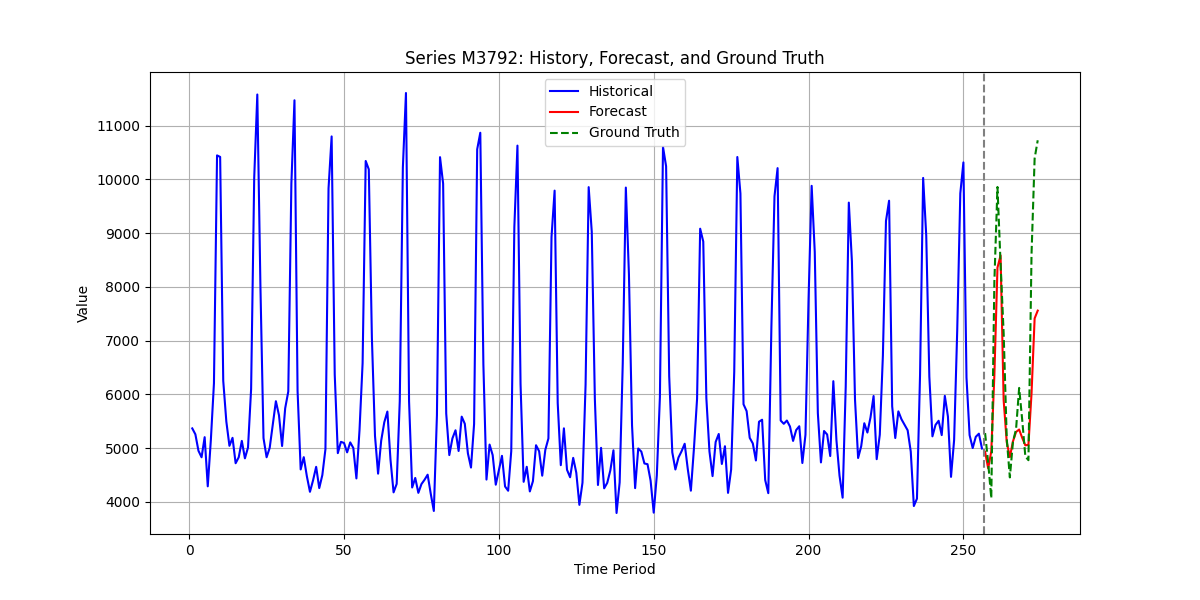 Series M3792: History, Forecast, and Ground Truth
Historical
Forecast
Ground Truth
Value
11000
10000
9000
8000
7000
6000
5000
4000
0 50 100 150 200 250
Time Period